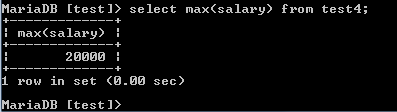 MariaDB [test]> select max(salary) from test4;
+-------------+
| max(salary) |
+-------------+
|       20000 |
+-------------+
1 row in set (0.00 sec)
MariaDB [test]>